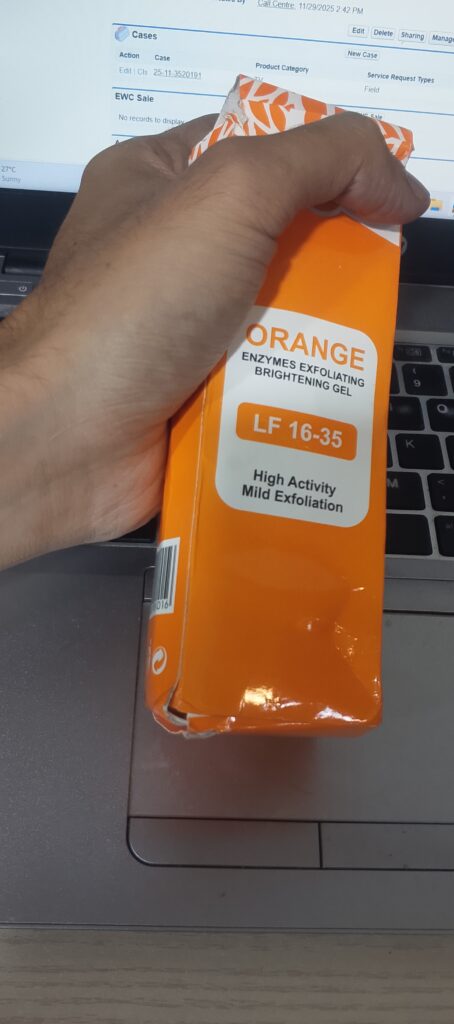 Call Centre, 11/29/2025 2:42 PM
Edit Delete Sharing
Cases
New Case
Action Case Product Category Service Request Types
Edit | Cls 25-11-3520191 Field
EWC Sale
No records to display
27°C
Sunny
ORANGE
ENZYMES EXFOLIATING
BRIGHTENING GEL
LF 16-35
High Activity
Mild Exfoliation
016